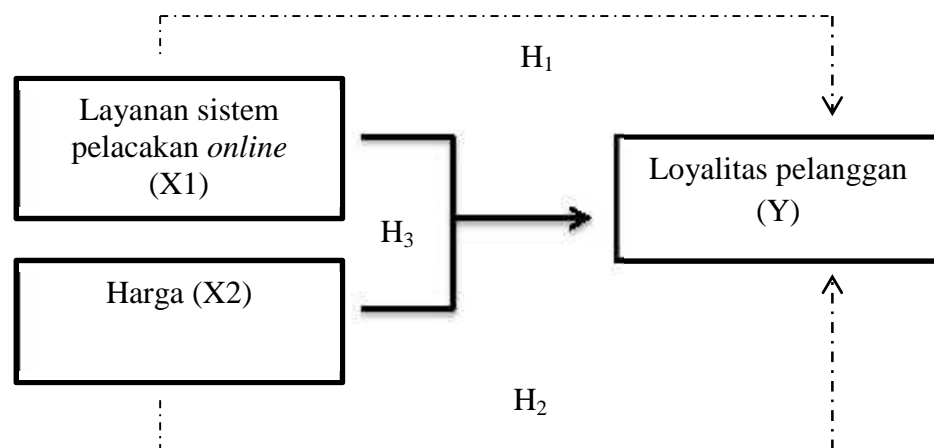 H₁
Layanan sistem
pelacakan online
(X1)
Loyalitas pelanggan
(Y)
H₃
Harga (X2)
H₂